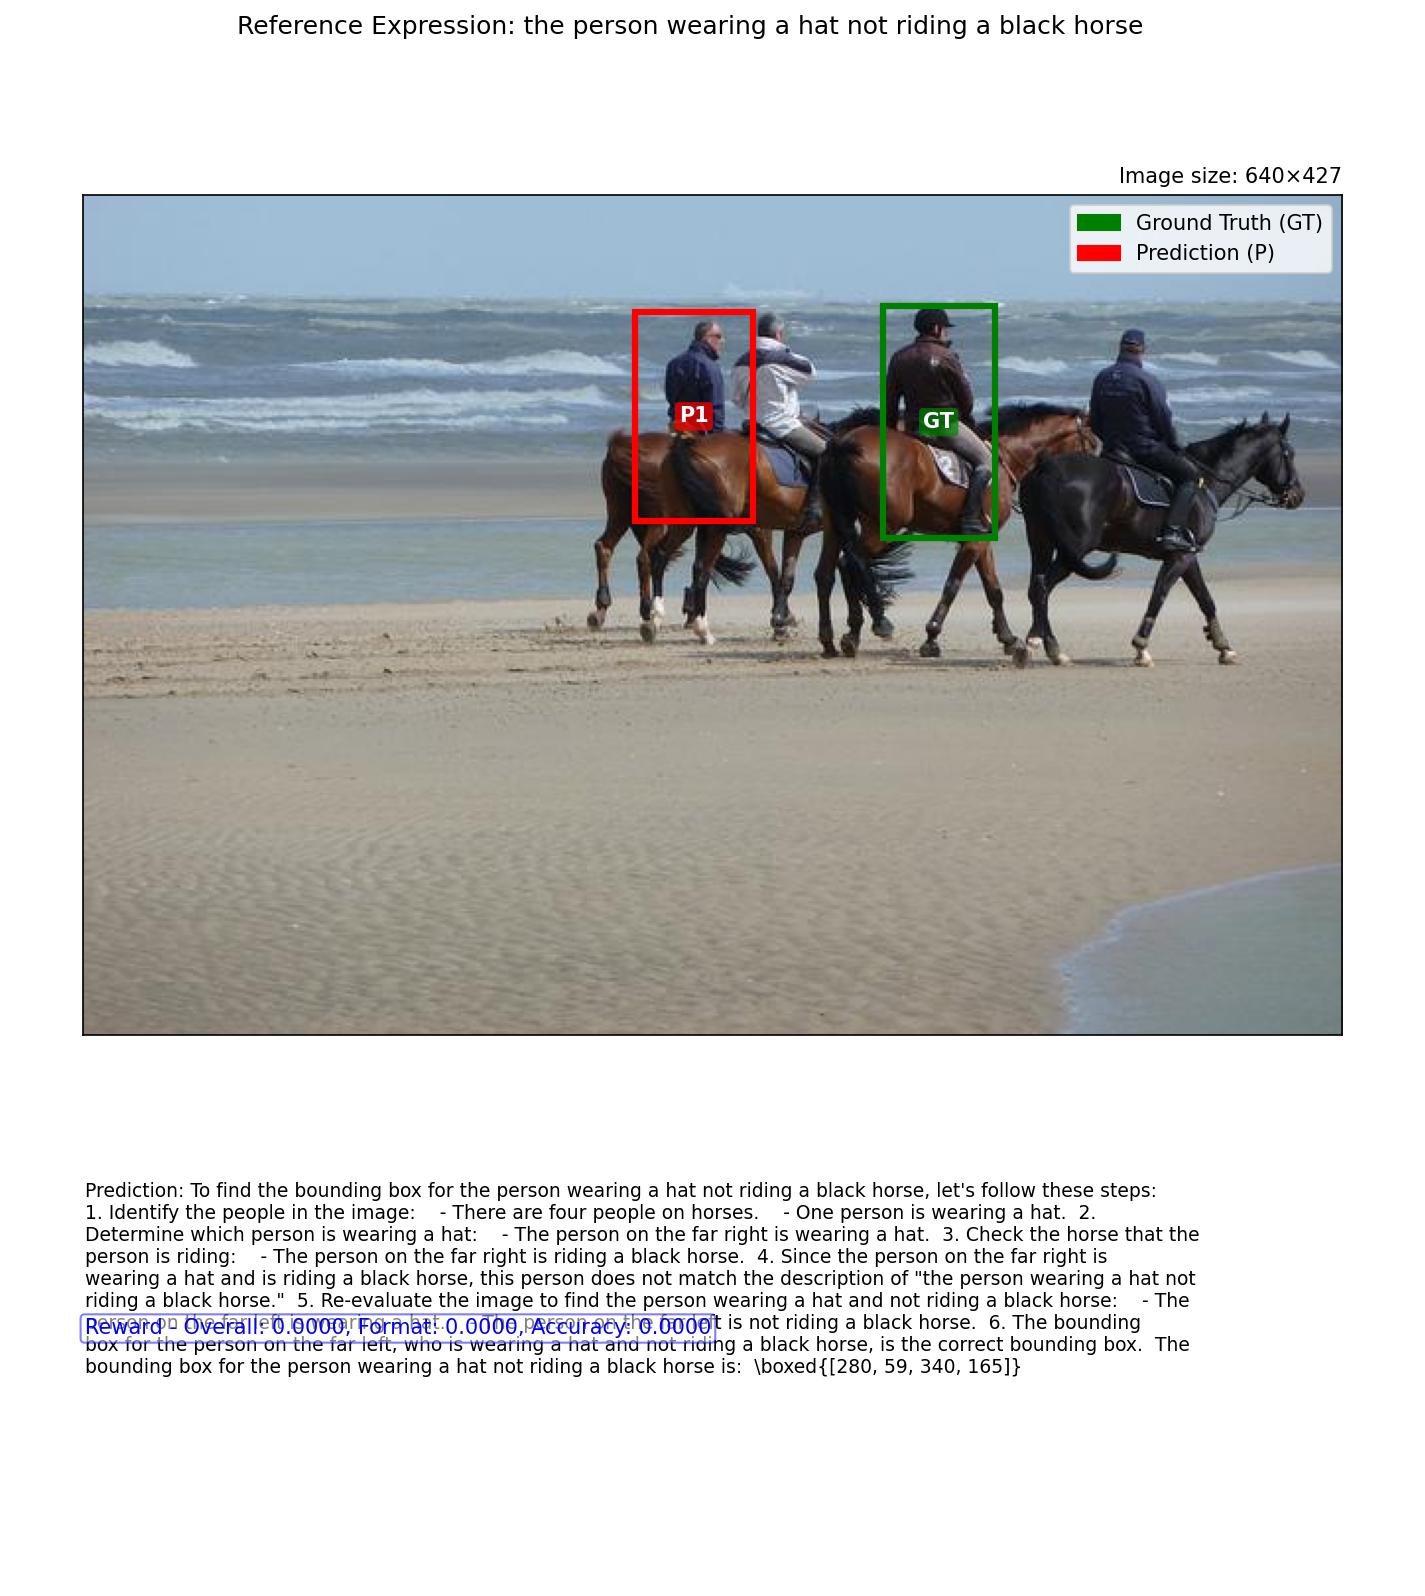 Reference Expression: the person wearing a hat not riding a black horse
Image size: 640×427
Ground Truth (GT)
Prediction (P)
P1
GT
Prediction: To find the bounding box for the person wearing a hat not riding a black horse, let's follow these steps:
1. Identify the people in the image:    - There are four people on horses.    - One person is wearing a hat.  2.
Determine which person is wearing a hat:    - The person on the far right is wearing a hat.  3. Check the horse that the
person is riding:    - The person on the far right is riding a black horse.  4. Since the person on the far right is
wearing a hat and is riding a black horse, this person does not match the description of "the person wearing a hat not
riding a black horse."  5. Re-evaluate the image to find the person wearing a hat and not riding a black horse:    - The
person on the far left is wearing a hat.    - The person on the far left is not riding a black horse.  6. The bounding
Reward - Overall: 0.0000, Format: 0.0000, Accuracy: 0.0000
box for the person on the far left, who is wearing a hat and not riding a black horse, is the correct bounding box.  The
bounding box for the person wearing a hat not riding a black horse is:  \boxed{[280, 59, 340, 165]}